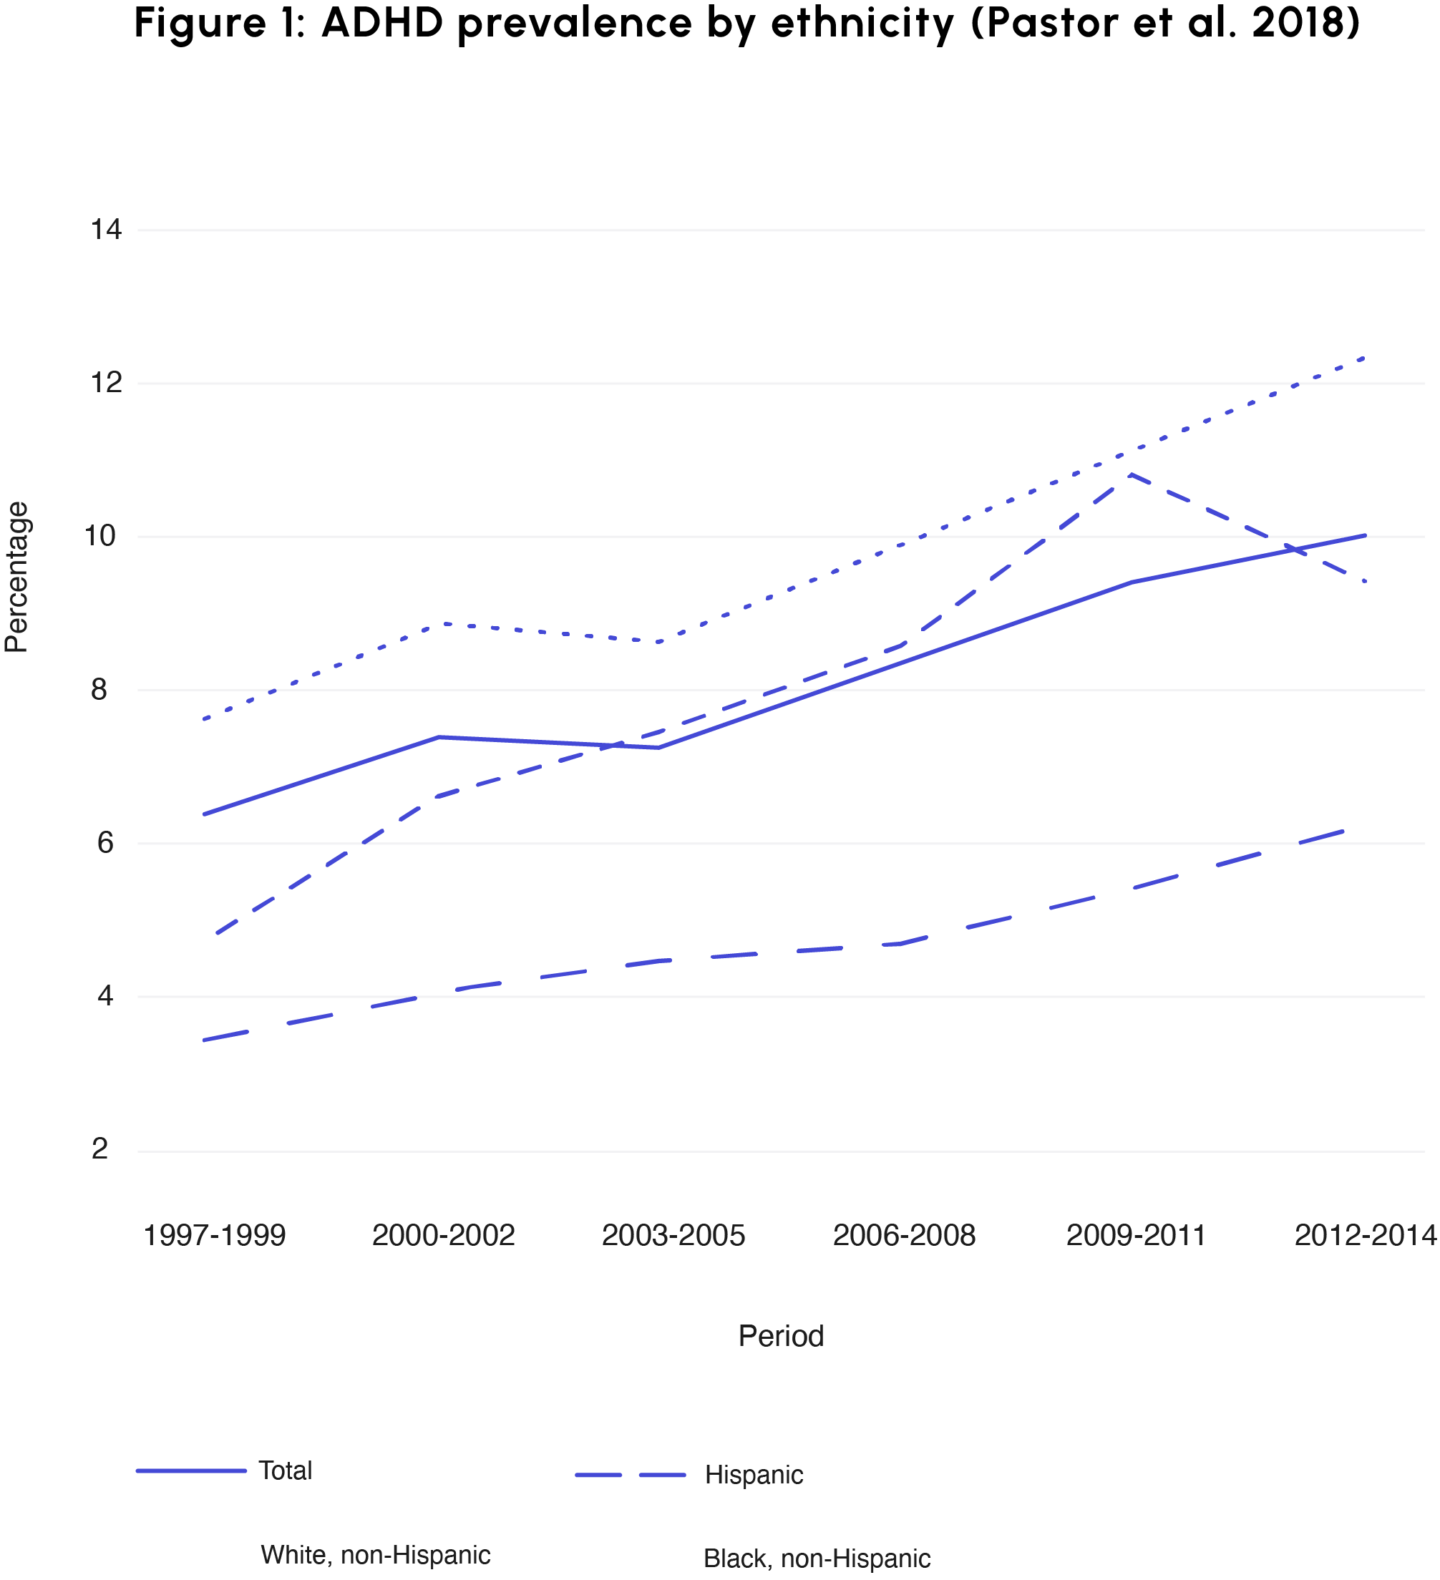 Figure 1: ADHD prevalence by ethnicity (Pastor et al. 2018)
14
12
10
8
6
4
2
Percentage
1997-1999 2000-2002 2003-2005 2006-2008 2009-2011 2012-2014
Period
Total Hispanic
White, non-Hispanic Black, non-Hispanic